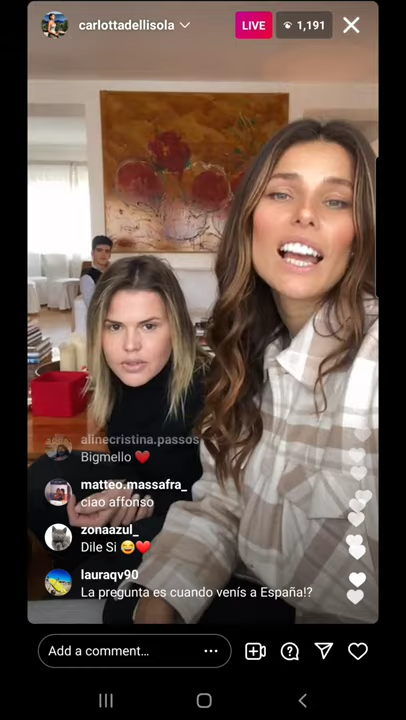 carlottadellisola
LIVE
1,191
alinecristina.passos
Bigmello ❤️
matteo.massafra_
ciao affonso
zonaazul_
Dile Si 😅❤️
lauraqv90
La pregunta es cuando venís a España!?
Add a comment...